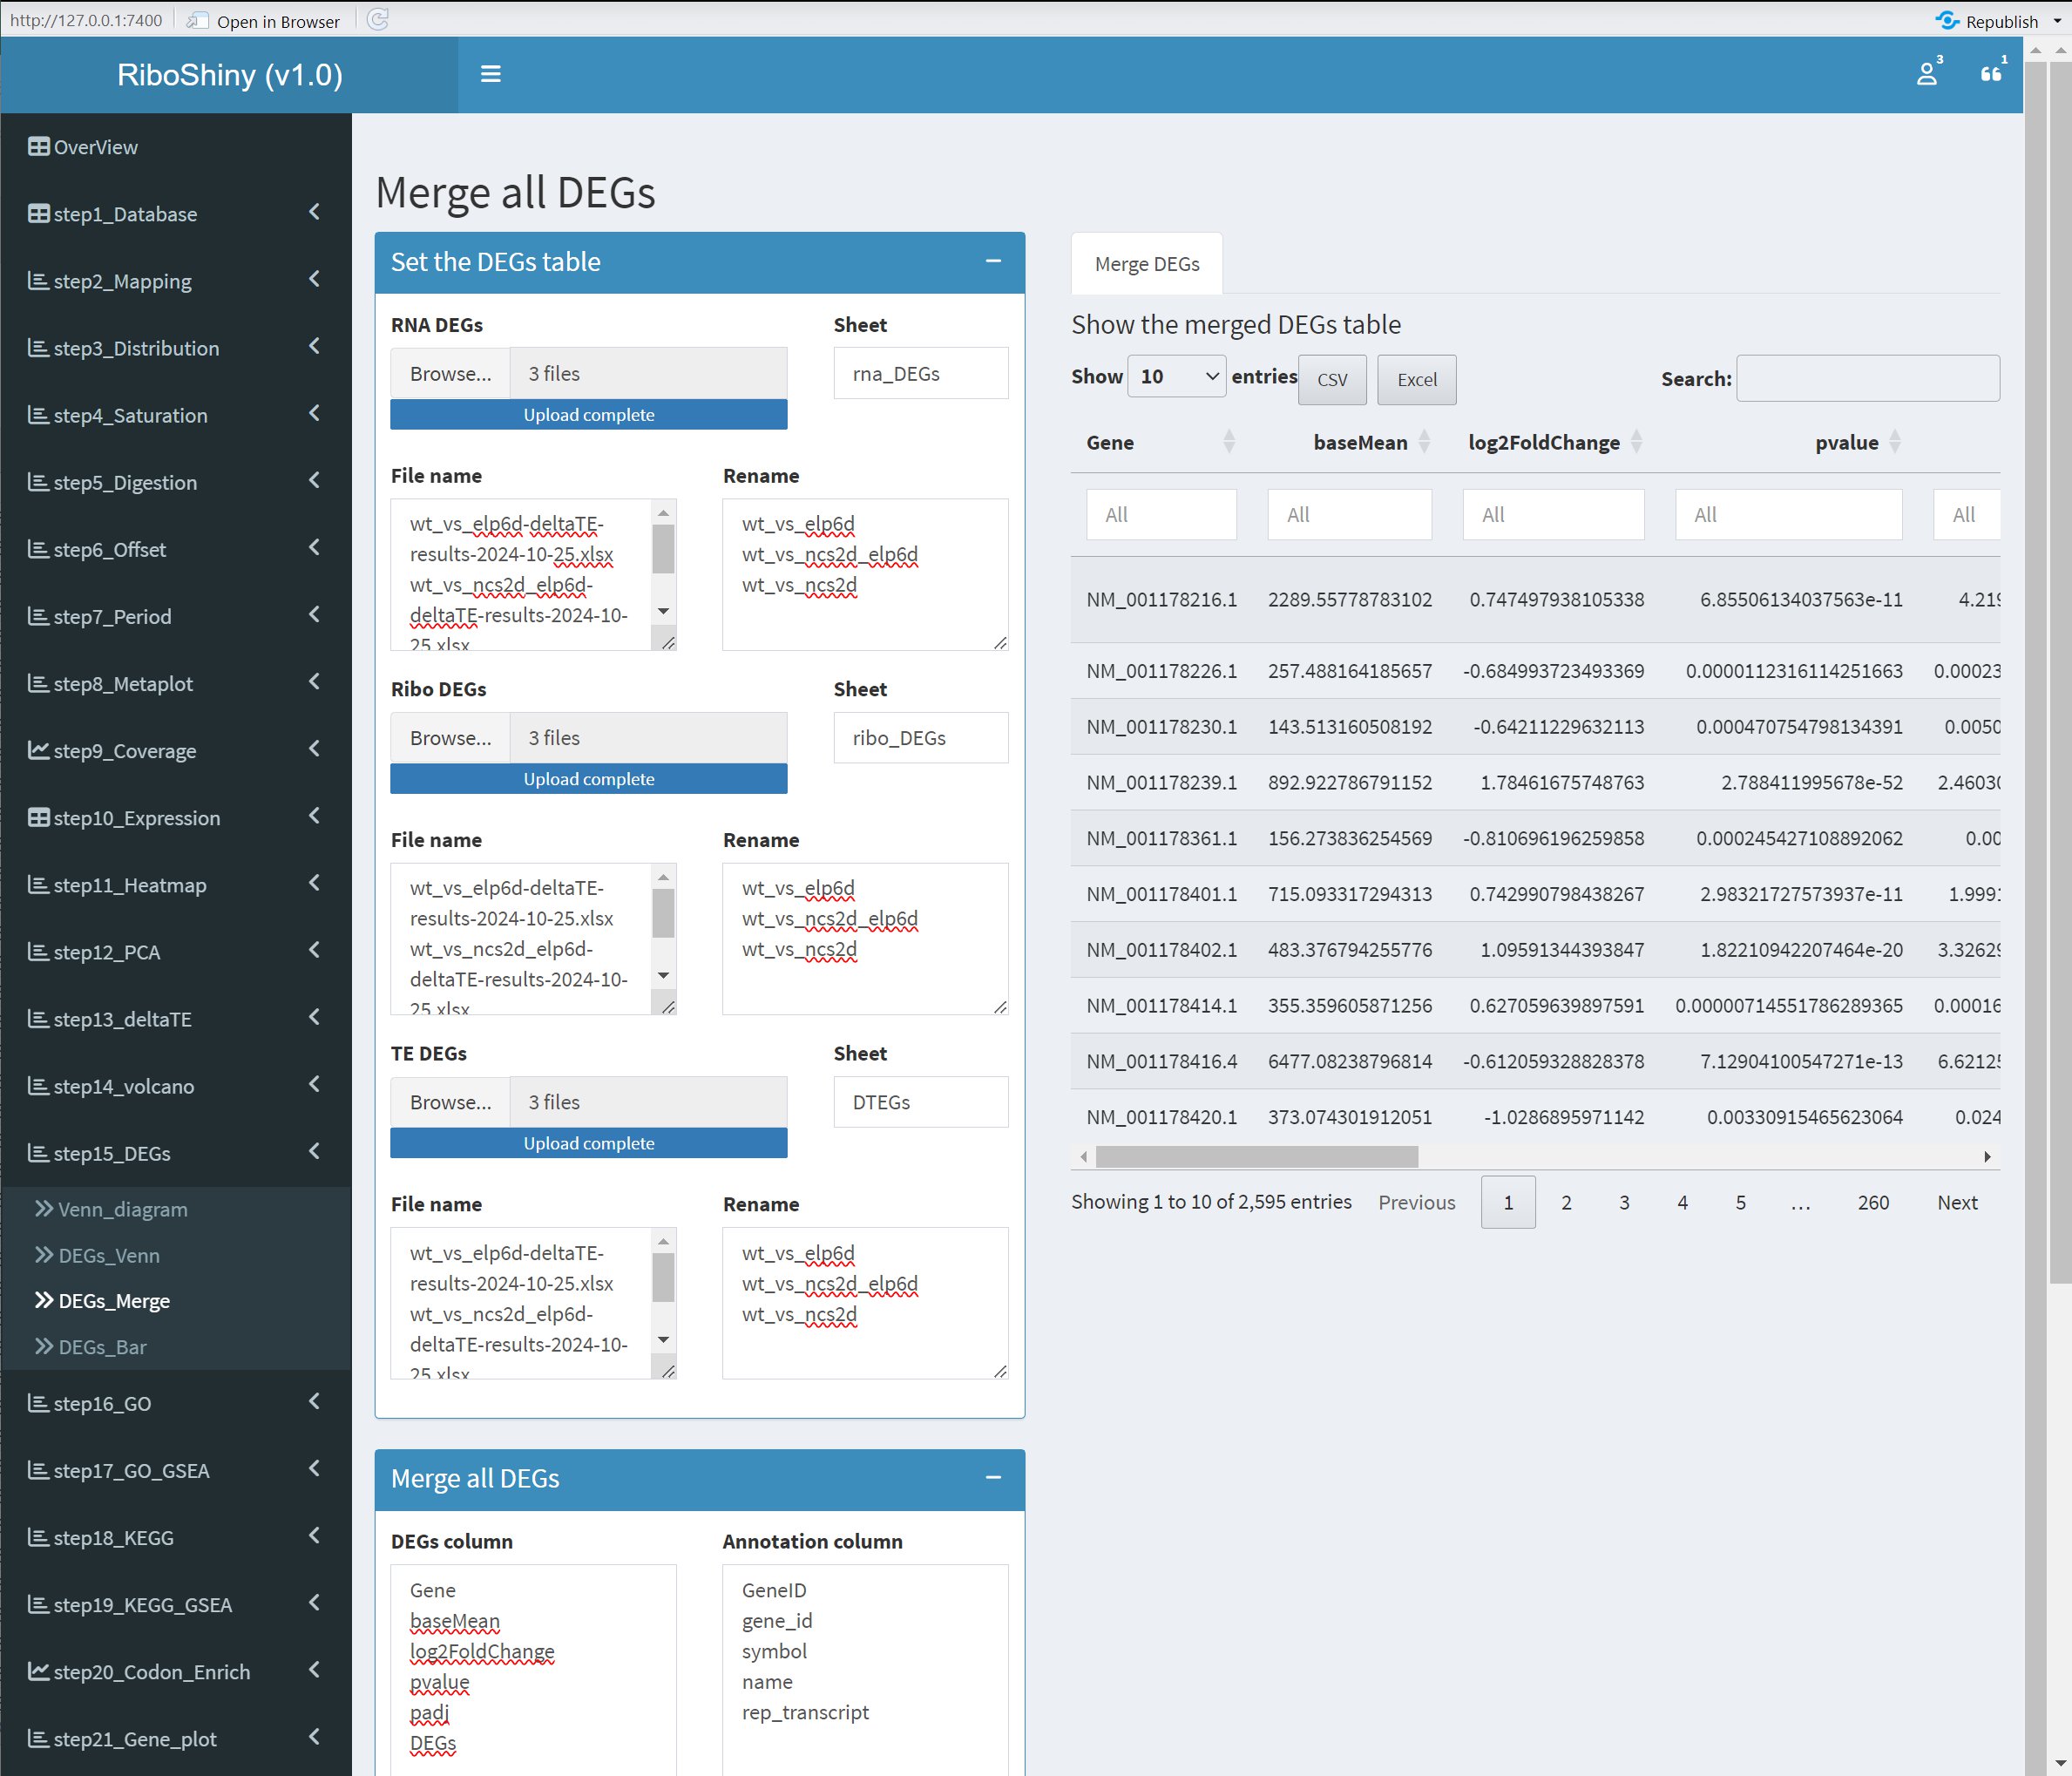 http://127.0.0.1:7400 Open in Browser Republish
RiboShiny (v1.0) 3 1
OverView
step1_Database
step2_Mapping
step3_Distribution
step4_Saturation
step5_Digestion
step6_Offset
step7_Period
step8_Metaplot
step9_Coverage
step10_Expression
step11_Heatmap
step12_PCA
step13_deltaTE
step14_volcano
step15_DEGs
Venn_diagram
DEGs_Venn
DEGs_Merge
DEGs_Bar
step16_GO
step17_GO_GSEA
step18_KEGG
step19_KEGG_GSEA
step20_Codon_Enrich
step21_Gene_plot
Merge all DEGs
Set the DEGs table
RNA DEGs Sheet
Browse... 3 files rna_DEGs
Upload complete
File name Rename
wt_vs_elp6d-deltaTE-
results-2024-10-25.xlsx
wt_vs_ncs2d_elp6d-
deltaTE-results-2024-10-
25.xlsx
wt_vs_elp6d
wt_vs_ncs2d_elp6d
wt_vs_ncs2d
Ribo DEGs Sheet
Browse... 3 files ribo_DEGs
Upload complete
File name Rename
wt_vs_elp6d-deltaTE-
results-2024-10-25.xlsx
wt_vs_ncs2d_elp6d-
deltaTE-results-2024-10-
25.xlsx
wt_vs_elp6d
wt_vs_ncs2d_elp6d
wt_vs_ncs2d
TE DEGs Sheet
Browse... 3 files DTEGs
Upload complete
File name Rename
wt_vs_elp6d-deltaTE-
results-2024-10-25.xlsx
wt_vs_ncs2d_elp6d-
deltaTE-results-2024-10-
25.xlsx
wt_vs_elp6d
wt_vs_ncs2d_elp6d
wt_vs_ncs2d
Merge all DEGs
DEGs column Annotation column
Gene
baseMean
log2FoldChange
pvalue
padj
DEGs
GeneID
gene_id
symbol
name
rep_transcript
Merge DEGs
Show the merged DEGs table
Show 10 entries CSV Excel Search:
Gene baseMean log2FoldChange pvalue
All All All All All
NM_001178216.1 2289.55778783102 0.747497938105338 6.85506134037563e-11 4.219
NM_001178226.1 257.488164185657 -0.684993723493369 0.0000112316114251663 0.00023
NM_001178230.1 143.513160508192 -0.64211229632113 0.000470754798134391 0.0050
NM_001178239.1 892.922786791152 1.78461675748763 2.788411995678e-52 2.46030
NM_001178361.1 156.273836254569 -0.810696196259858 0.000245427108892062 0.00
NM_001178401.1 715.093317294313 0.742990798438267 2.98321727573937e-11 1.9991
NM_001178402.1 483.376794255776 1.09591344393847 1.82210942207464e-20 3.32629
NM_001178414.1 355.359605871256 0.627059639897591 0.00000714551786289365 0.00016
NM_001178416.4 6477.08238796814 -0.612059328828378 7.12904100547271e-13 6.62125
NM_001178420.1 373.074301912051 -1.0286895971142 0.00330915465623064 0.024
Showing 1 to 10 of 2,595 entries Previous 1 2 3 4 5 … 260 Next